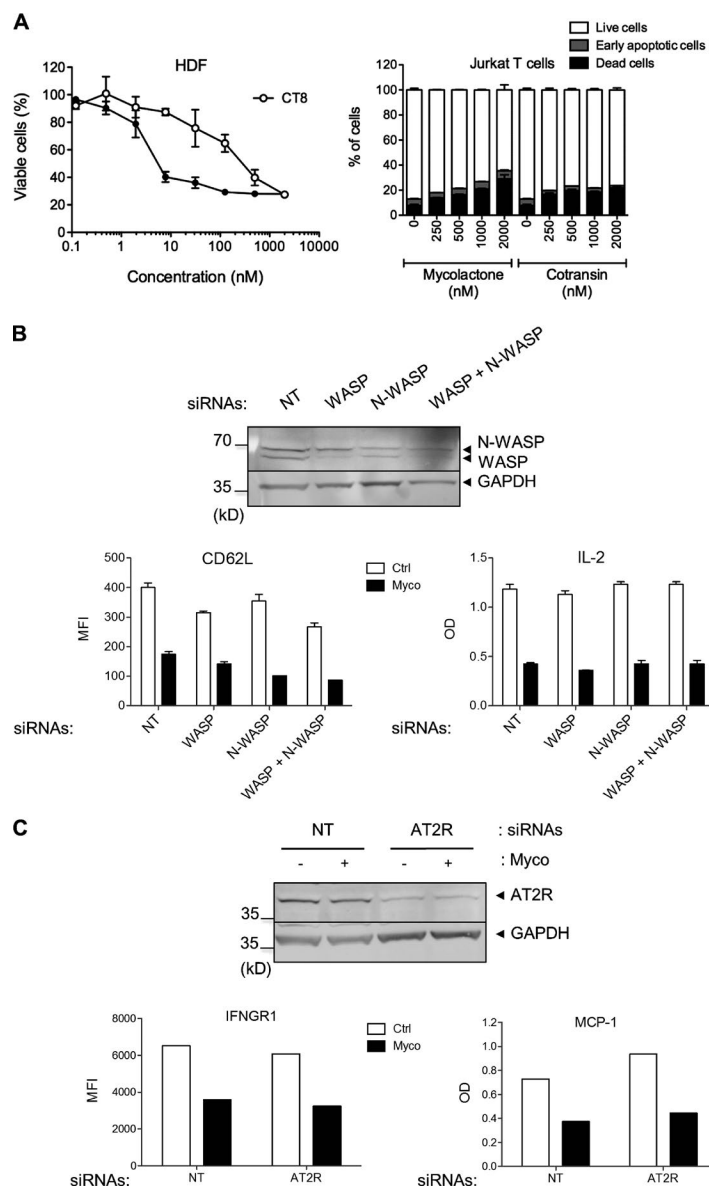 A
HDF
CT8
Viable cells (%)
120
100
80
60
40
20
0
0.1
1
10
100
1000
10000
Concentration (nM)
Live cells
Early apoptotic cells
Dead cells
Jurkat T cells
% of cells
120
100
80
60
40
20
0
0
250
500
1000
2000
0
250
500
1000
2000
Mycolactone
(nM)
Cotransin
(nM)
B
siRNAs:
NT
WASP
N-WASP
WASP + N-WASP
70
35
(kD)
N-WASP
WASP
GAPDH
CD62L
MFI
500
400
300
200
100
0
Ctrl
Myco
siRNAs:
NT
WASP
N-WASP
WASP + N-WASP
IL-2
OD
1.5
1.0
0.5
0.0
siRNAs:
NT
WASP
N-WASP
WASP + N-WASP
C
NT
AT2R
: siRNAs
-
+
-
+
: Myco
35
35
(kD)
AT2R
GAPDH
IFNGR1
MFI
8000
6000
4000
2000
0
Ctrl
Myco
siRNAs:
NT
AT2R
MCP-1
OD
1.2
1.0
0.8
0.6
0.4
0.2
0.0
siRNAs:
NT
AT2R